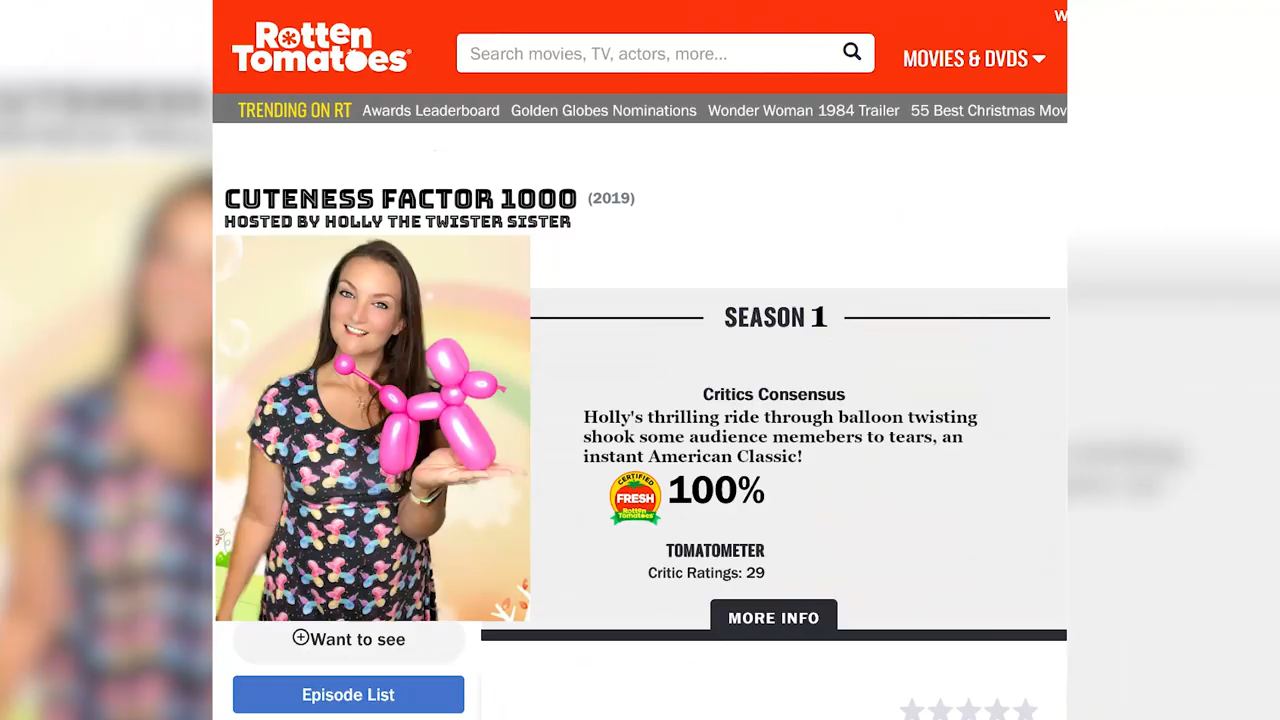 W
Rotten
Tomatoes®
Search movies, TV, actors, more...
MOVIES & DVDS
TRENDING ON RT Awards Leaderboard Golden Globes Nominations Wonder Woman 1984 Trailer 55 Best Christmas Mov
CUTENESS FACTOR 1000 (2019)
HOSTED BY HOLLY THE TWISTER SISTER
SEASON 1
Critics Consensus
Holly's thrilling ride through balloon twisting
shook some audience memebers to tears, an
instant American Classic!
CERTIFIED
FRESH
Rotten
Tomatoes
100%
TOMATOMETER
Critic Ratings: 29
MORE INFO
Want to see
Episode List